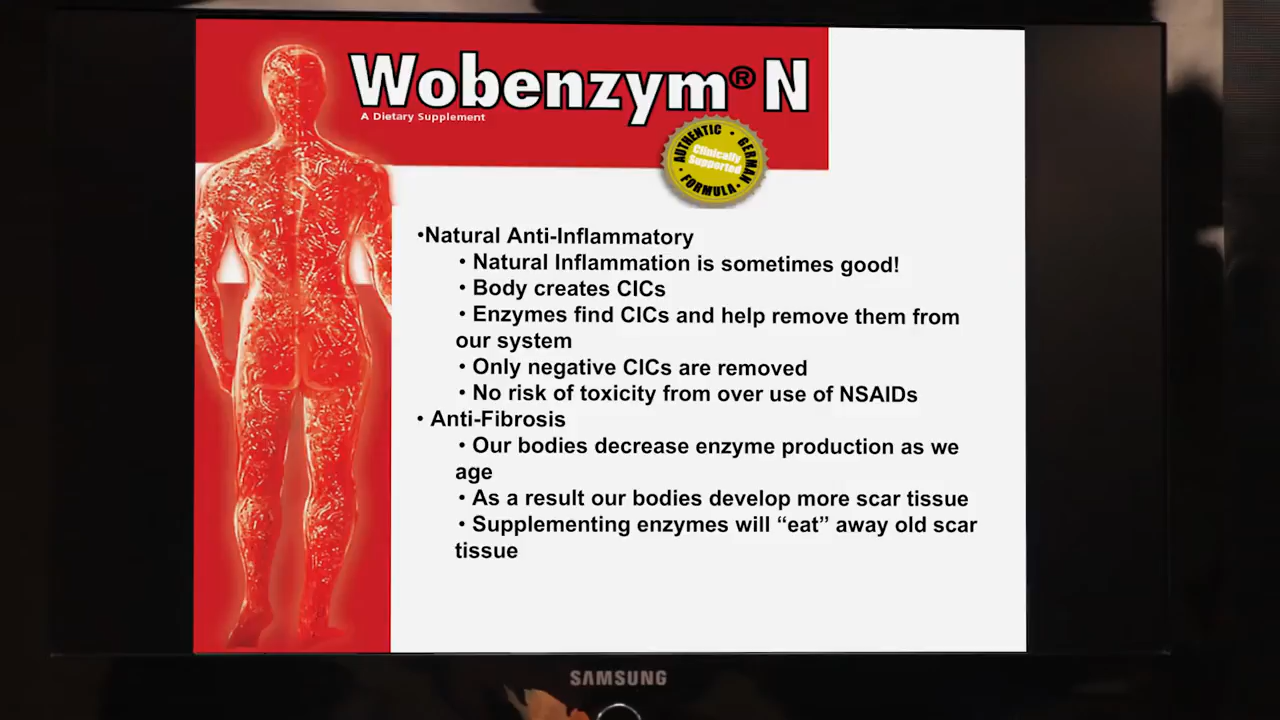 Wobenzym® N
A Dietary Supplement
AUTHENTIC • GERMAN • FORMULA •
Clinically
Supported
•Natural Anti-Inflammatory
• Natural Inflammation is sometimes good!
• Body creates CICs
• Enzymes find CICs and help remove them from
our system
• Only negative CICs are removed
• No risk of toxicity from over use of NSAIDs
• Anti-Fibrosis
• Our bodies decrease enzyme production as we
age
• As a result our bodies develop more scar tissue
• Supplementing enzymes will “eat” away old scar
tissue
SAMSUNG